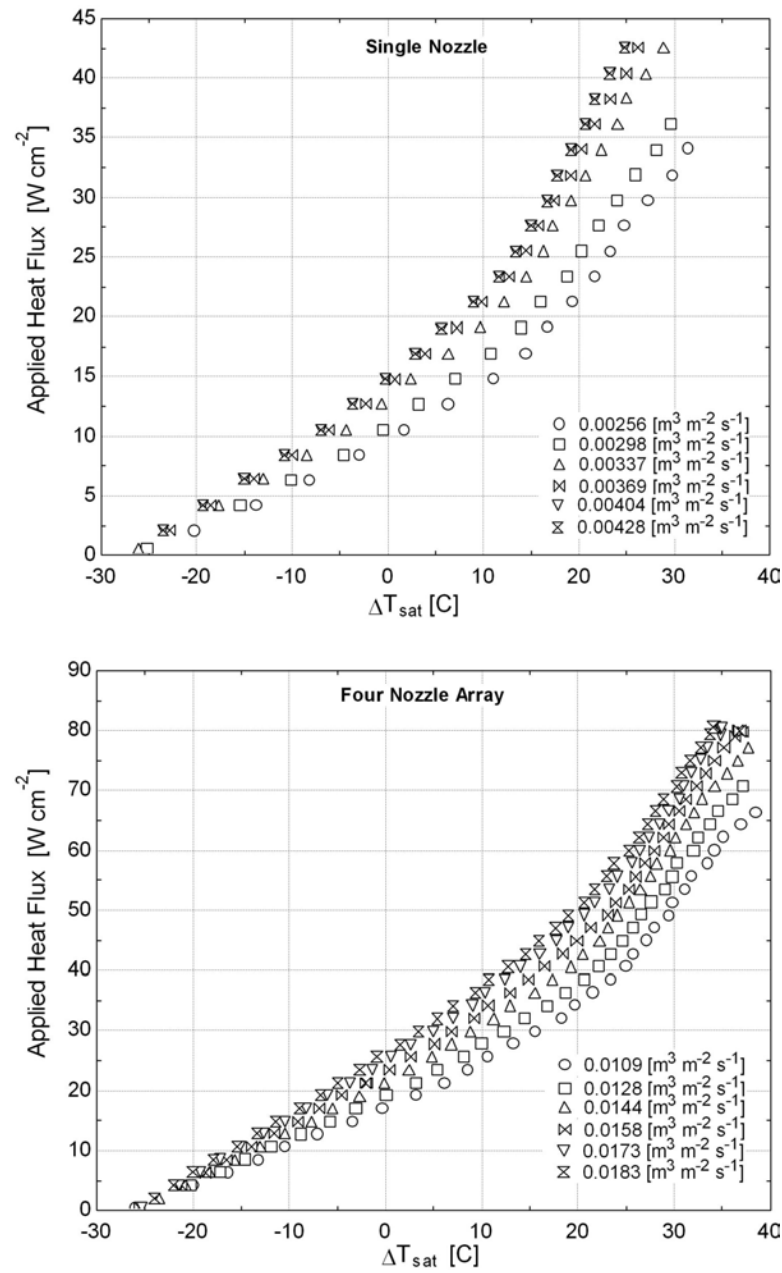 Single Nozzle
Applied Heat Flux [W cm⁻²]
45
40
35
30
25
20
15
10
5
0
0.00256 [m³ m⁻² s⁻¹]
0.00298 [m³ m⁻² s⁻¹]
0.00337 [m³ m⁻² s⁻¹]
0.00369 [m³ m⁻² s⁻¹]
0.00404 [m³ m⁻² s⁻¹]
0.00428 [m³ m⁻² s⁻¹]
-30 -20 -10 0 10 20 30 40
ΔT_sat [C]
Four Nozzle Array
Applied Heat Flux [W cm⁻²]
90
80
70
60
50
40
30
20
10
0
0.0109 [m³ m⁻² s⁻¹]
0.0128 [m³ m⁻² s⁻¹]
0.0144 [m³ m⁻² s⁻¹]
0.0158 [m³ m⁻² s⁻¹]
0.0173 [m³ m⁻² s⁻¹]
0.0183 [m³ m⁻² s⁻¹]
-30 -20 -10 0 10 20 30 40
ΔT_sat [C]